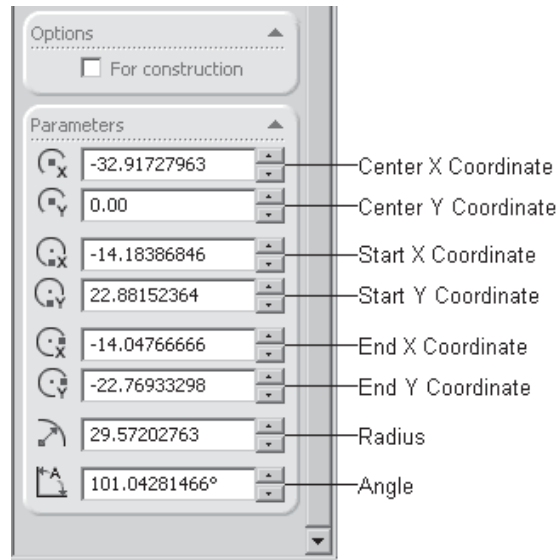 Options
For construction
Parameters
X -32.91727963 Center X Coordinate
Y 0.00 Center Y Coordinate
X -14.18386846 Start X Coordinate
Y 22.88152364 Start Y Coordinate
X -14.04766666 End X Coordinate
Y -22.76933298 End Y Coordinate
29.57202763 Radius
A 101.04281466° Angle